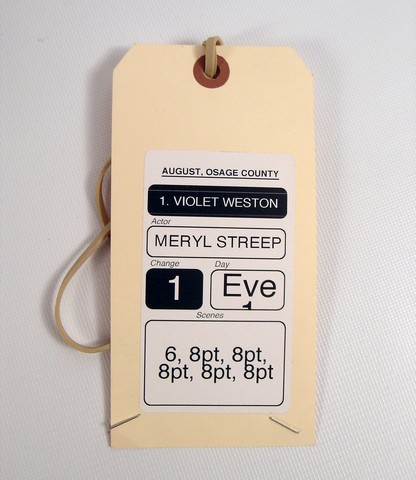 AUGUST, OSAGE COUNTY
1. VIOLET WESTON
Actor
MERYL STREEP
Change Day
1 Eve
1
Scenes
6, 8pt, 8pt,
8pt, 8pt, 8pt